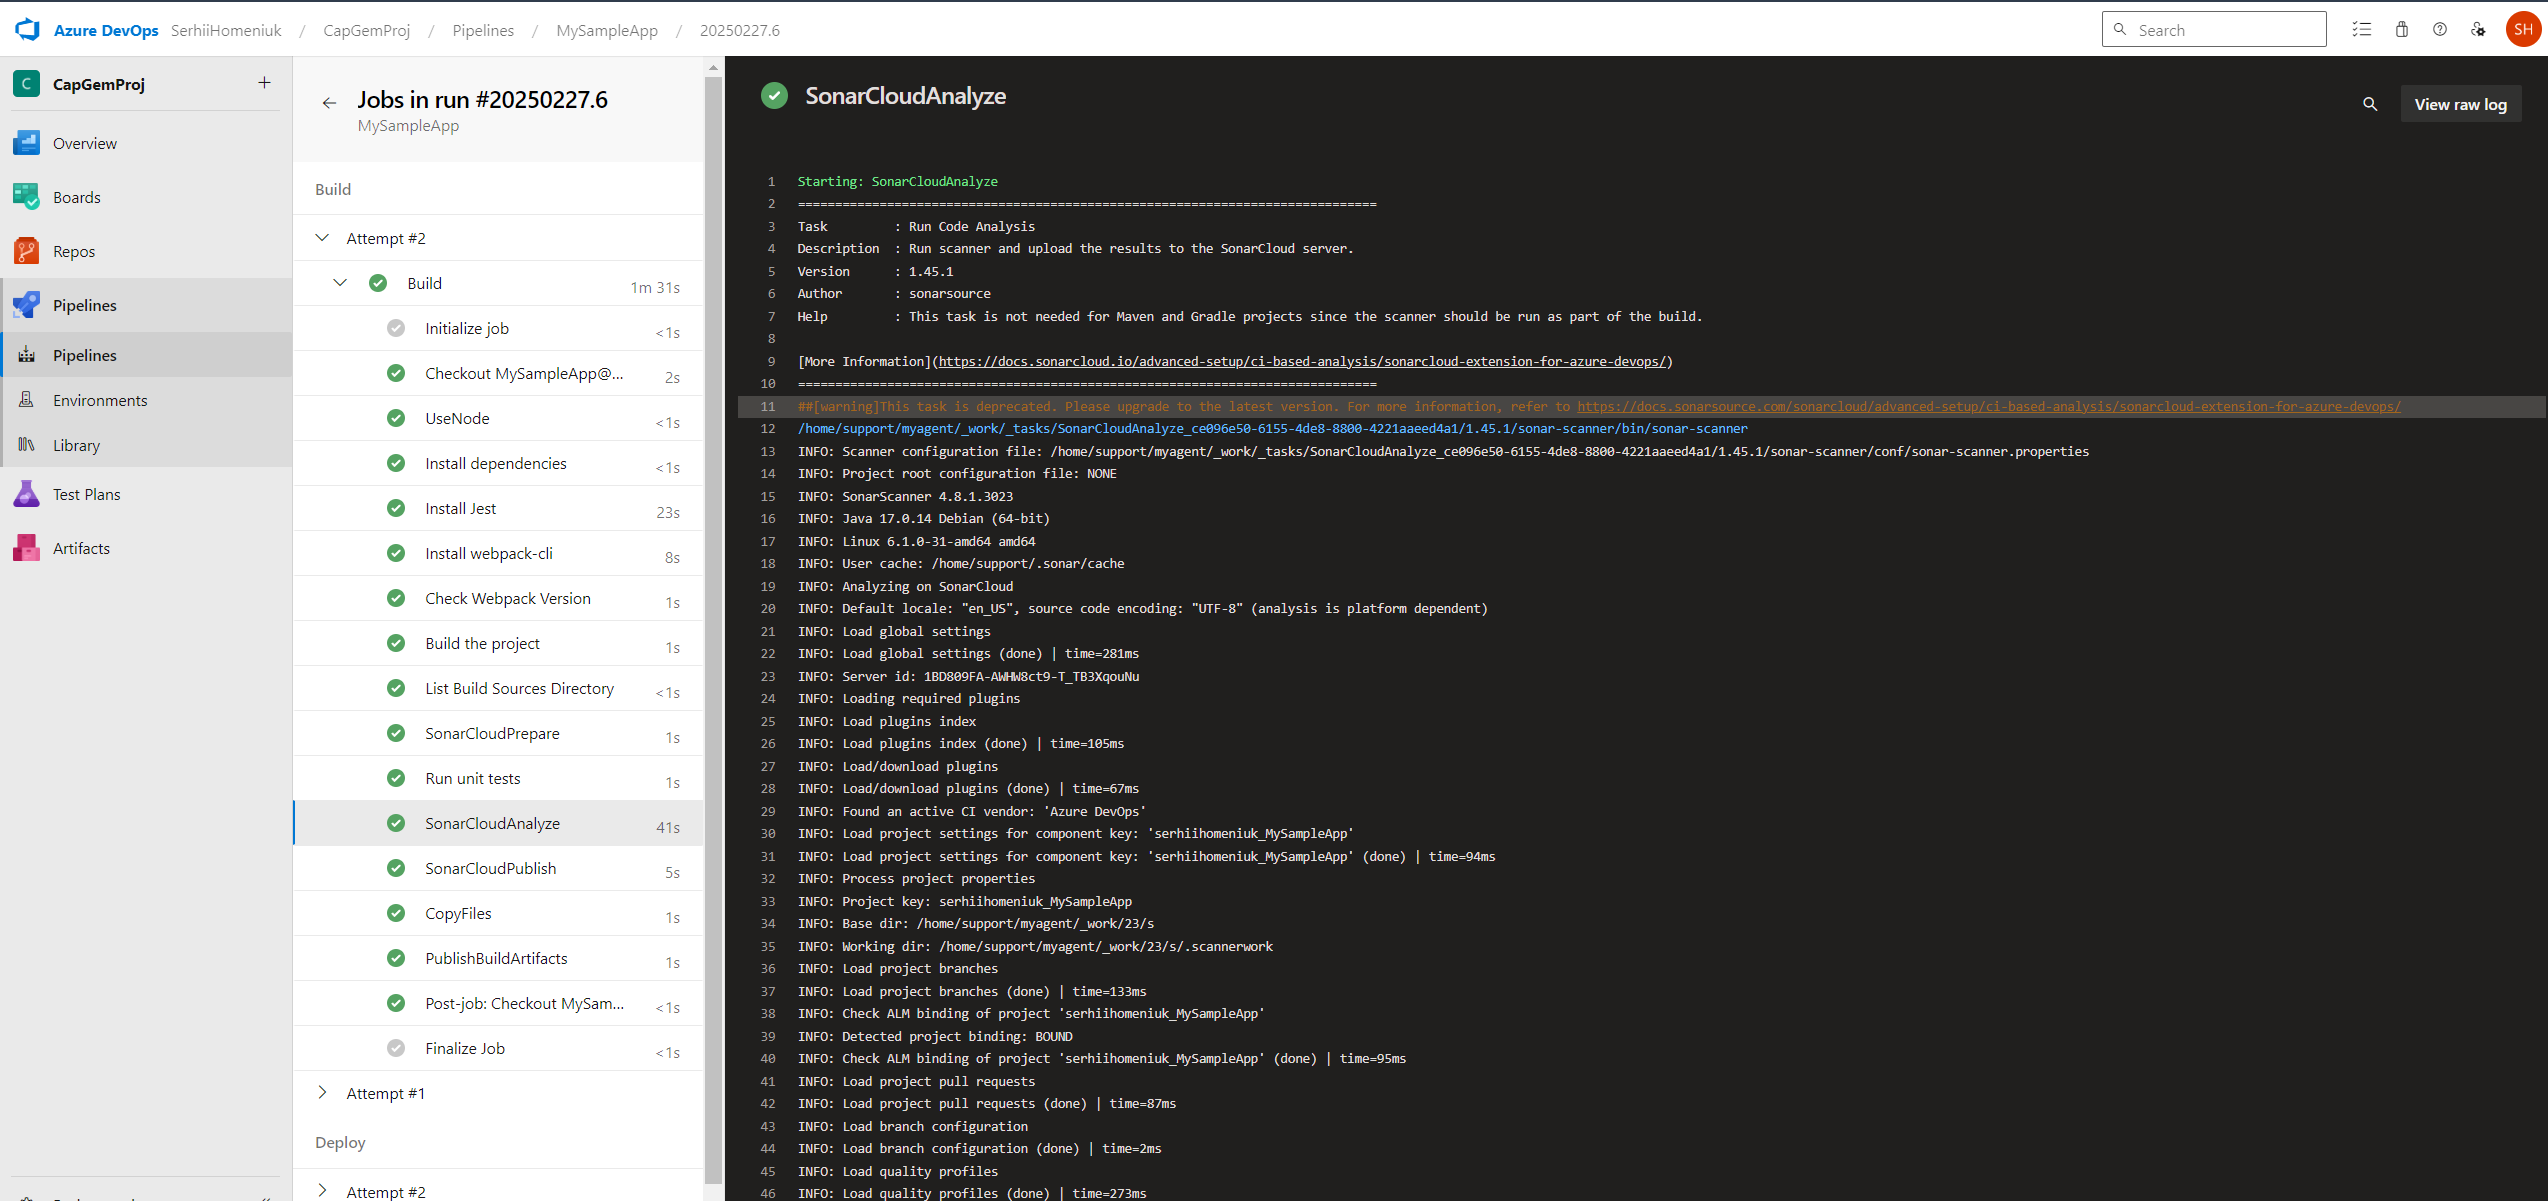 Azure DevOps SerhiiHomeniuk / CapGemProj / Pipelines / MySampleApp / 20250227.6
Search
SH
C CapGemProj +
Overview
Boards
Repos
Pipelines
Pipelines
Environments
Library
Test Plans
Artifacts
Jobs in run #20250227.6
MySampleApp
Build
Attempt #2
Build 1m 31s
Initialize job <1s
Checkout MySampleApp@... 2s
UseNode <1s
Install dependencies <1s
Install Jest 23s
Install webpack-cli 8s
Check Webpack Version 1s
Build the project 1s
List Build Sources Directory <1s
SonarCloudPrepare 1s
Run unit tests 1s
SonarCloudAnalyze 41s
SonarCloudPublish 5s
CopyFiles 1s
PublishBuildArtifacts 1s
Post-job: Checkout MySam... <1s
Finalize Job <1s
Attempt #1
Deploy
Attempt #2
SonarCloudAnalyze
View raw log
1 Starting: SonarCloudAnalyze
2 ==============================================================================
3 Task         : Run Code Analysis
4 Description  : Run scanner and upload the results to the SonarCloud server.
5 Version      : 1.45.1
6 Author       : sonarsource
7 Help         : This task is not needed for Maven and Gradle projects since the scanner should be run as part of the build.
8
9 [More Information](https://docs.sonarcloud.io/advanced-setup/ci-based-analysis/sonarcloud-extension-for-azure-devops/)
10 ==============================================================================
11 ##[warning]This task is deprecated. Please upgrade to the latest version. For more information, refer to https://docs.sonarsource.com/sonarcloud/advanced-setup/ci-based-analysis/sonarcloud-extension-for-azure-devops/
12 /home/support/myagent/_work/_tasks/SonarCloudAnalyze_ce096e50-6155-4de8-8800-4221aaeed4a1/1.45.1/sonar-scanner/bin/sonar-scanner
13 INFO: Scanner configuration file: /home/support/myagent/_work/_tasks/SonarCloudAnalyze_ce096e50-6155-4de8-8800-4221aaeed4a1/1.45.1/sonar-scanner/conf/sonar-scanner.properties
14 INFO: Project root configuration file: NONE
15 INFO: SonarScanner 4.8.1.3023
16 INFO: Java 17.0.14 Debian (64-bit)
17 INFO: Linux 6.1.0-31-amd64 amd64
18 INFO: User cache: /home/support/.sonar/cache
19 INFO: Analyzing on SonarCloud
20 INFO: Default locale: "en_US", source code encoding: "UTF-8" (analysis is platform dependent)
21 INFO: Load global settings
22 INFO: Load global settings (done) | time=281ms
23 INFO: Server id: 1BD809FA-AWHW8ct9-T_TB3XqouNu
24 INFO: Loading required plugins
25 INFO: Load plugins index
26 INFO: Load plugins index (done) | time=105ms
27 INFO: Load/download plugins
28 INFO: Load/download plugins (done) | time=67ms
29 INFO: Found an active CI vendor: 'Azure DevOps'
30 INFO: Load project settings for component key: 'serhiihomeniuk_MySampleApp'
31 INFO: Load project settings for component key: 'serhiihomeniuk_MySampleApp' (done) | time=94ms
32 INFO: Process project properties
33 INFO: Project key: serhiihomeniuk_MySampleApp
34 INFO: Base dir: /home/support/myagent/_work/23/s
35 INFO: Working dir: /home/support/myagent/_work/23/s/.scannerwork
36 INFO: Load project branches
37 INFO: Load project branches (done) | time=133ms
38 INFO: Check ALM binding of project 'serhiihomeniuk_MySampleApp'
39 INFO: Detected project binding: BOUND
40 INFO: Check ALM binding of project 'serhiihomeniuk_MySampleApp' (done) | time=95ms
41 INFO: Load project pull requests
42 INFO: Load project pull requests (done) | time=87ms
43 INFO: Load branch configuration
44 INFO: Load branch configuration (done) | time=2ms
45 INFO: Load quality profiles
46 INFO: Load quality profiles (done) | time=273ms